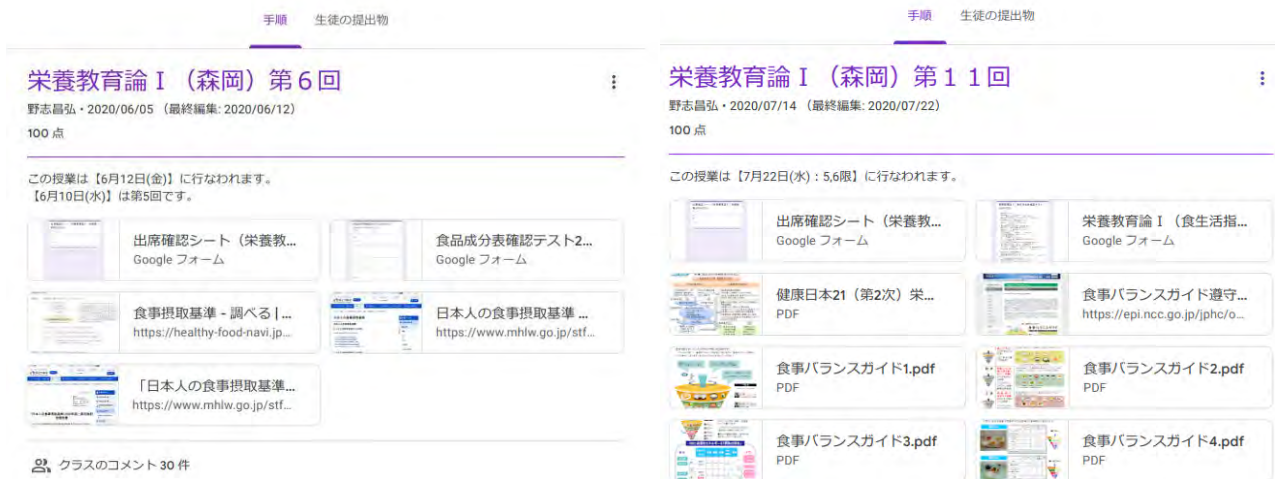 手順 生徒の提出物
栄養教育論Ⅰ（森岡）第６回
野志昌弘・2020/06/05 （最終編集: 2020/06/12）
100 点
この授業は【6月12日(金)】に行なわれます。
【6月10日(水)】は第5回です。
出席確認シート（栄養教...
Google フォーム
食品成分表確認テスト2...
Google フォーム
食事摂取基準 - 調べる | ...
https://healthy-food-navi.jp...
日本人の食事摂取基準 ...
https://www.mhlw.go.jp/stf...
「日本人の食事摂取基準...
https://www.mhlw.go.jp/stf...
クラスのコメント 30 件
手順 生徒の提出物
栄養教育論Ⅰ（森岡）第１１回
野志昌弘・2020/07/14 （最終編集: 2020/07/22）
100 点
この授業は【7月22日(水)：5,6限】に行なわれます。
出席確認シート（栄養教...
Google フォーム
栄養教育論Ⅰ（食生活指...
Google フォーム
健康日本21（第2次）栄...
PDF
食事バランスガイド遵守...
https://epi.ncc.go.jp/jphc/o...
食事バランスガイド1.pdf
PDF
食事バランスガイド2.pdf
PDF
食事バランスガイド3.pdf
PDF
食事バランスガイド4.pdf
PDF